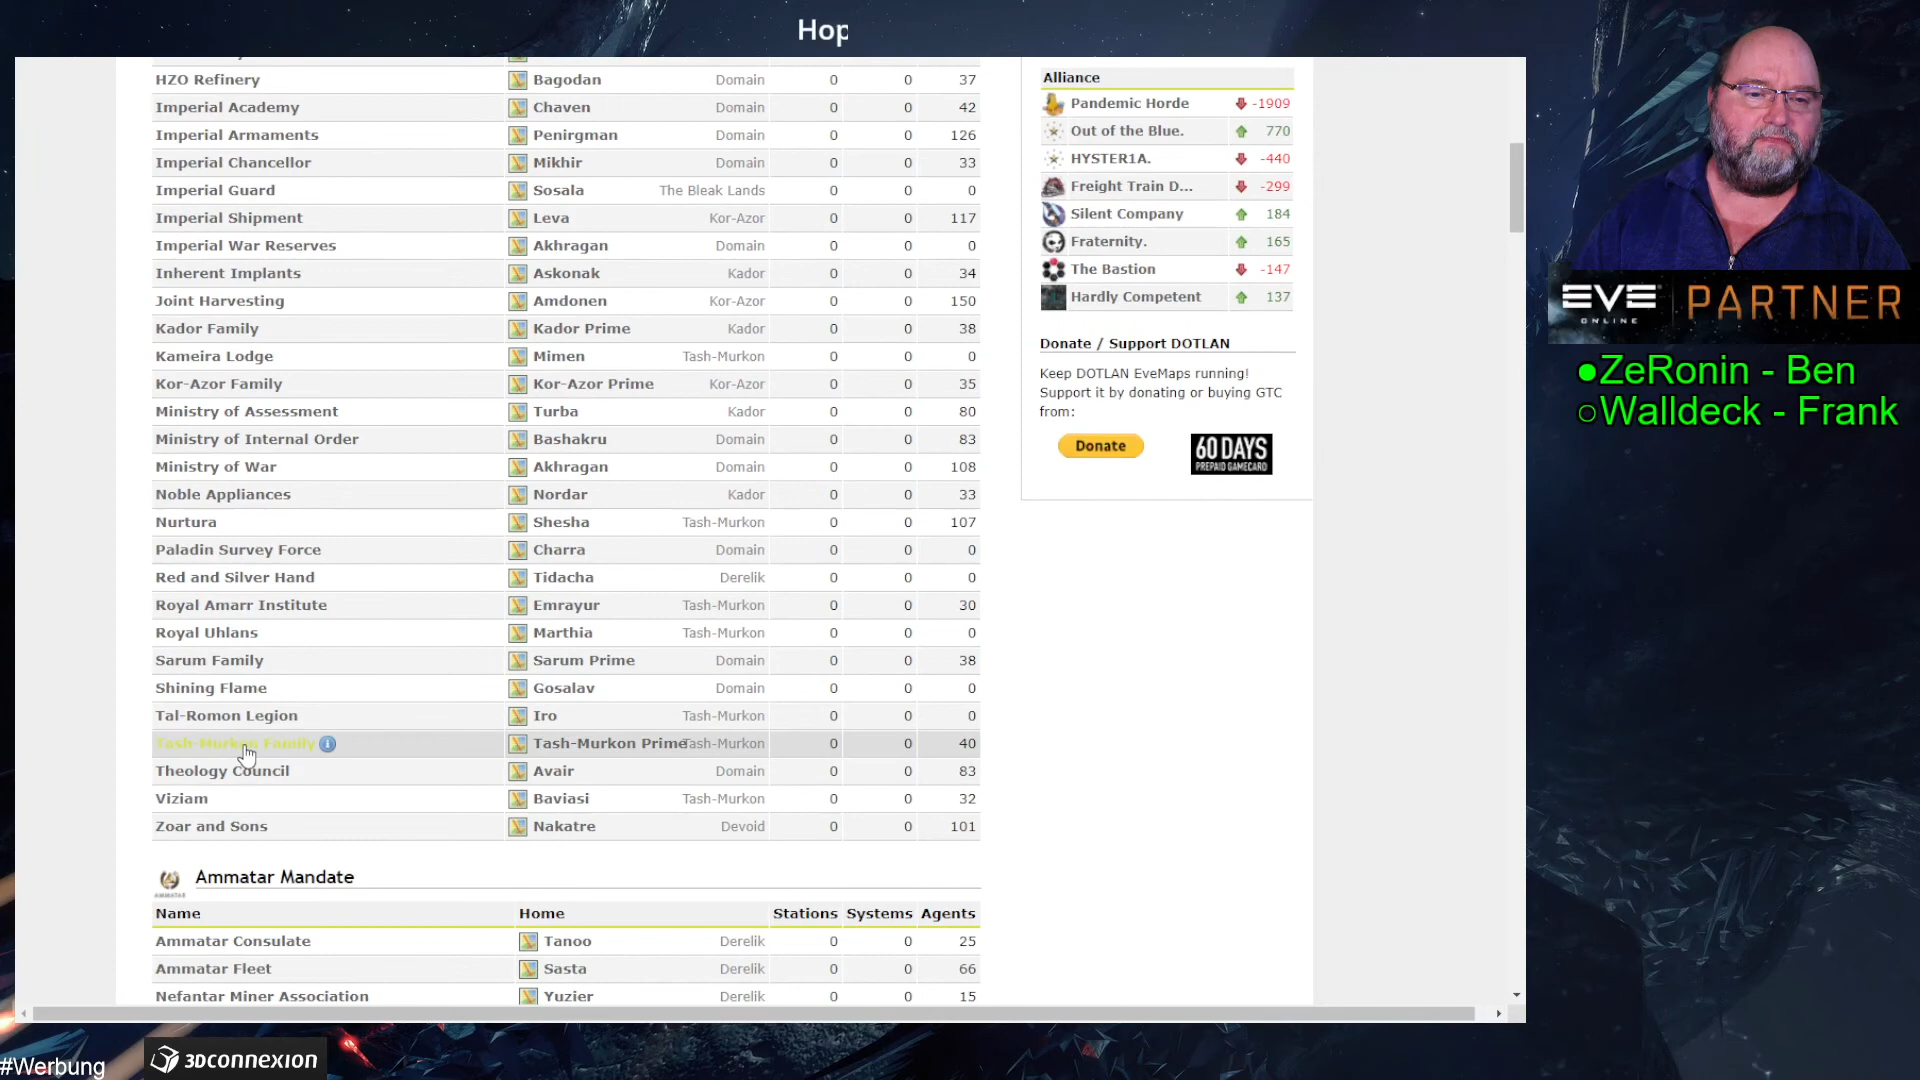 Hop
HZO Refinery Bagodan Domain 0 0 37
Imperial Academy Chaven Domain 0 0 42
Imperial Armaments Penirgman Domain 0 0 126
Imperial Chancellor Mikhir Domain 0 0 33
Imperial Guard Sosala The Bleak Lands 0 0 0
Imperial Shipment Leva Kor-Azor 0 0 117
Imperial War Reserves Akhragan Domain 0 0 0
Inherent Implants Askonak Kador 0 0 34
Joint Harvesting Amdonen Kor-Azor 0 0 150
Kador Family Kador Prime Kador 0 0 38
Kameira Lodge Mimen Tash-Murkon 0 0 0
Kor-Azor Family Kor-Azor Prime Kor-Azor 0 0 35
Ministry of Assessment Turba Kador 0 0 80
Ministry of Internal Order Bashakru Domain 0 0 83
Ministry of War Akhragan Domain 0 0 108
Noble Appliances Nordar Kador 0 0 33
Nurtura Shesha Tash-Murkon 0 0 107
Paladin Survey Force Charra Domain 0 0 0
Red and Silver Hand Tidacha Derelik 0 0 0
Royal Amarr Institute Emrayur Tash-Murkon 0 0 30
Royal Uhlans Marthia Tash-Murkon 0 0 0
Sarum Family Sarum Prime Domain 0 0 38
Shining Flame Gosalav Domain 0 0 0
Tal-Romon Legion Iro Tash-Murkon 0 0 0
Tash-Murkon Family Tash-Murkon Prime Tash-Murkon 0 0 40
Theology Council Avair Domain 0 0 83
Viziam Baviasi Tash-Murkon 0 0 32
Zoar and Sons Nakatre Devoid 0 0 101
AMMATAR Ammatar Mandate
Name Home Stations Systems Agents
Ammatar Consulate Tanoo Derelik 0 0 25
Ammatar Fleet Sasta Derelik 0 0 66
Nefantar Miner Association Yuzier Derelik 0 0 15
Alliance
Pandemic Horde -1909
Out of the Blue. 770
HYSTER1A. -440
Freight Train D... -299
Silent Company 184
Fraternity. 165
The Bastion -147
Hardly Competent 137
Donate / Support DOTLAN
Keep DOTLAN EveMaps running!
Support it by donating or buying GTC
from:
Donate
60 DAYS
PREPAID GAMECARD
EVE ONLINE PARTNER
●ZeRonin - Ben
○Walldeck - Frank
#Werbung
3DCONNEXION